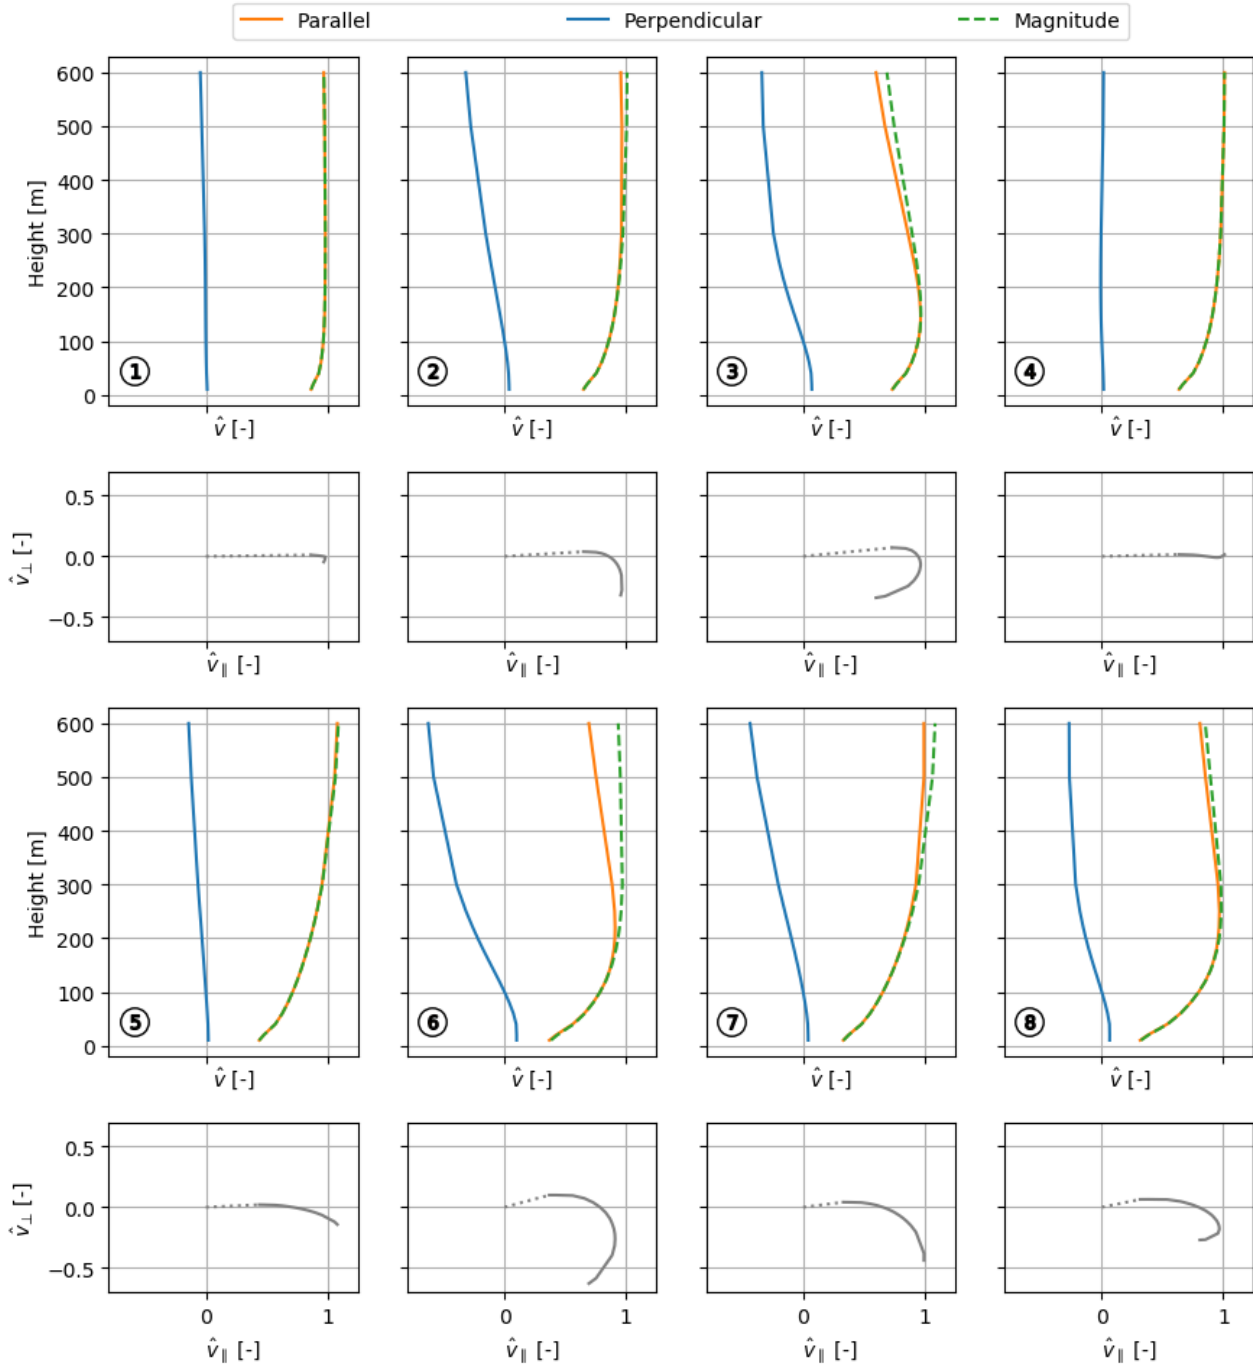 Parallel Perpendicular Magnitude
600
500
400
300
200
100
0
Height [m]
① ② ③ ④
v̂ [-] v̂ [-] v̂ [-] v̂ [-]
0.5
0.0
−0.5
v̂⊥ [-]
v̂∥ [-] v̂∥ [-] v̂∥ [-] v̂∥ [-]
600
500
400
300
200
100
0
Height [m]
⑤ ⑥ ⑦ ⑧
v̂ [-] v̂ [-] v̂ [-] v̂ [-]
0.5
0.0
−0.5
v̂⊥ [-]
0 1 0 1 0 1 0 1
v̂∥ [-] v̂∥ [-] v̂∥ [-] v̂∥ [-]